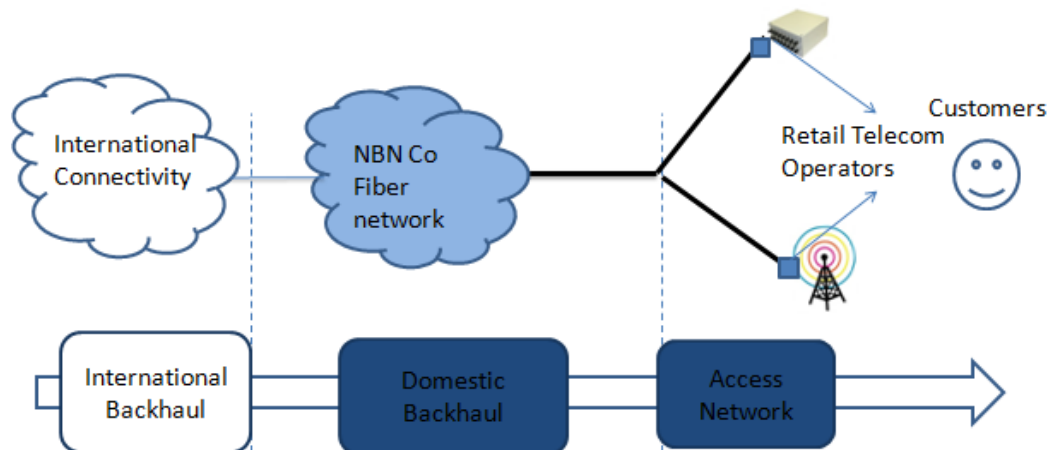 International
Connectivity
NBN Co
Fiber
network
Customers
Retail Telecom
Operators
International
Backhaul
Domestic
Backhaul
Access
Network